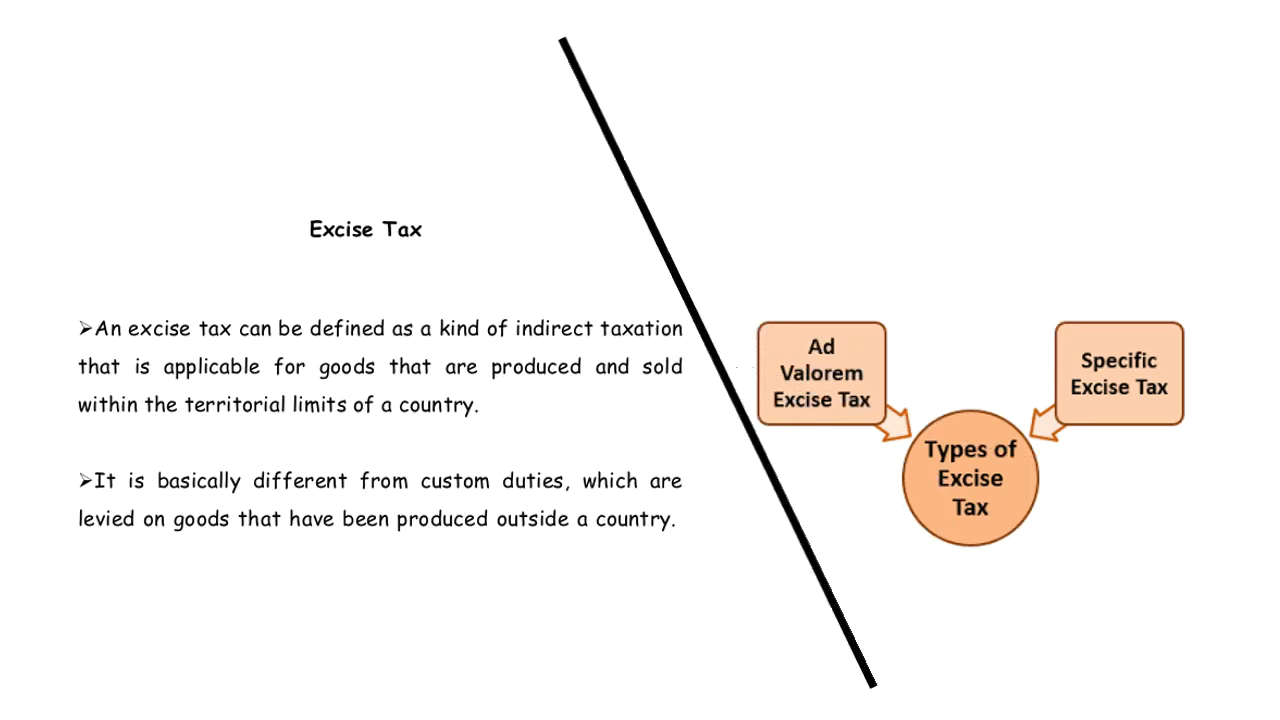 Excise Tax
➢An excise tax can be defined as a kind of indirect taxation
that is applicable for goods that are produced and sold
within the territorial limits of a country.
➢It is basically different from custom duties, which are
levied on goods that have been produced outside a country.
Ad
Valorem
Excise Tax
Specific
Excise Tax
Types of
Excise
Tax